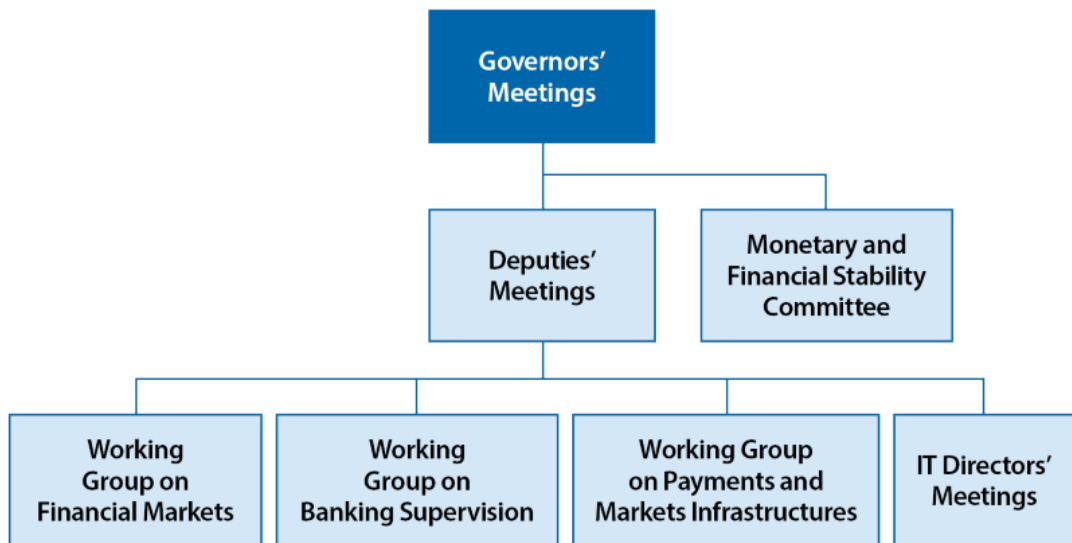 Governors’
Meetings
Deputies’
Meetings
Monetary and
Financial Stability
Committee
Working
Group on
Financial Markets
Working
Group on
Banking Supervision
Working Group
on Payments and
Markets Infrastructures
IT Directors’
Meetings